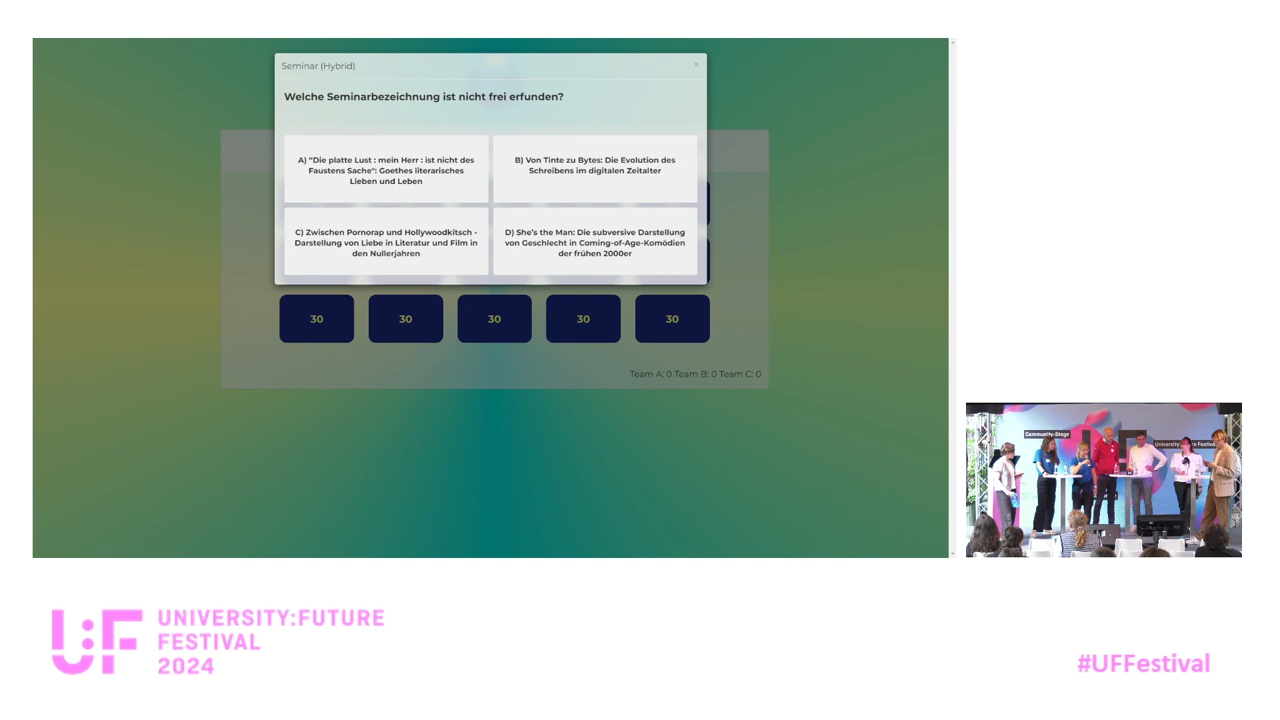 Seminar (Hybrid)
×
Welche Seminarbezeichnung ist nicht frei erfunden?
A) "Die platte Lust : mein Herr : ist nicht des
Faustens Sache": Goethes literarisches
Lieben und Leben
B) Von Tinte zu Bytes: Die Evolution des
Schreibens im digitalen Zeitalter
C) Zwischen Pornorap und Hollywoodkitsch -
Darstellung von Liebe in Literatur und Film in
den Nullerjahren
D) She's the Man: Die subversive Darstellung
von Geschlecht in Coming-of-Age-Komödien
der frühen 2000er
30 30 30 30 30
Team A: 0 Team B: 0 Team C: 0
Community-Stage
U:F
UNIVERSITY:FUTURE
FESTIVAL
2024
#UFFestival